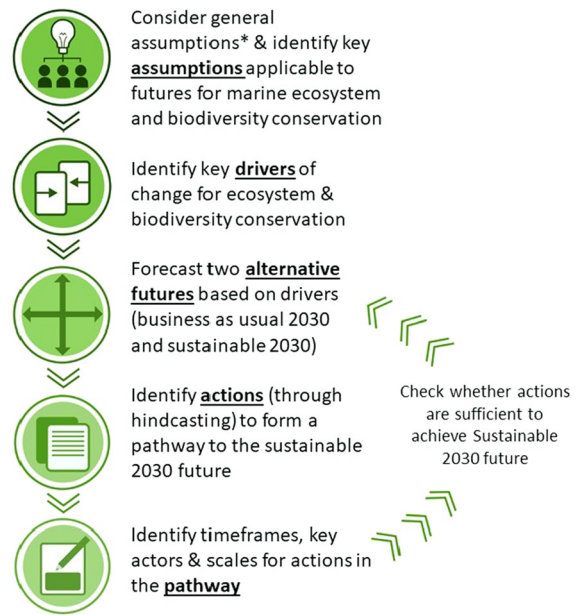 Consider general
assumptions* & identify key
assumptions applicable to
futures for marine ecosystem
and biodiversity conservation
Identify key drivers of
change for ecosystem &
biodiversity conservation
Forecast two alternative
futures based on drivers
(business as usual 2030
and sustainable 2030)
Identify actions (through
hindcasting) to form a
pathway to the sustainable
2030 future
Check whether actions
are sufficient to
achieve Sustainable
2030 future
Identify timeframes, key
actors & scales for actions in
the pathway